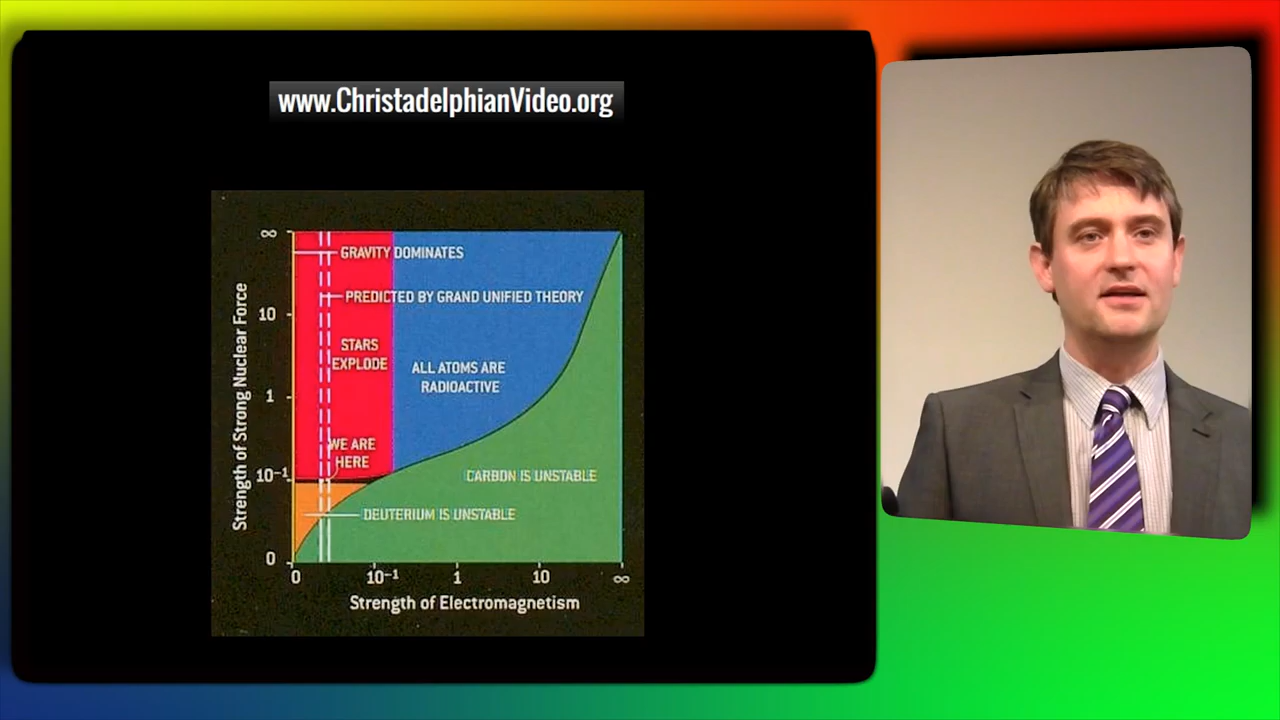 www.ChristadelphianVideo.org
∞
GRAVITY DOMINATES
PREDICTED BY GRAND UNIFIED THEORY
10
STARS
EXPLODE
ALL ATOMS ARE
RADIOACTIVE
1
WE ARE
HERE
10⁻¹
CARBON IS UNSTABLE
DEUTERIUM IS UNSTABLE
0
0 10⁻¹ 1 10 ∞
Strength of Strong Nuclear Force
Strength of Electromagnetism